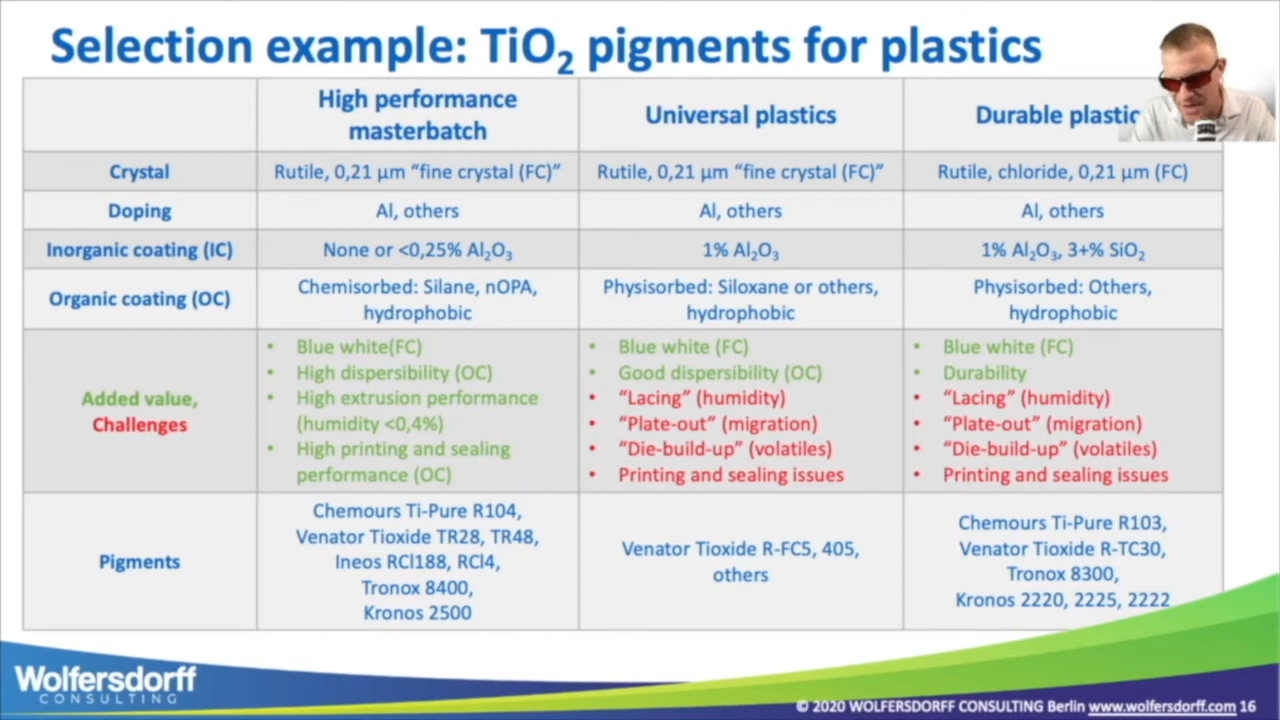 Selection example: TiO₂ pigments for plastics
High performance
masterbatch
Universal plastics
Durable
Crystal
Rutile, 0,21 µm “fine crystal (FC)”
Rutile, 0,21 µm “fine crystal (FC)”
Rutile, chloride, 0,21 µm (FC)
Doping
Al, others
Al, others
Al, others
Inorganic coating (IC)
None or <0,25% Al₂O₃
1% Al₂O₃
1% Al₂O₃, 3+% SiO₂
Organic coating (OC)
Chemisorbed: Silane, nOPA,
hydrophobic
Physisorbed: Siloxane or others,
hydrophobic
Physisorbed: Others,
hydrophobic
Added value,
Challenges
• Blue white(FC)
• High dispersibility (OC)
• High extrusion performance
(humidity <0,4%)
• High printing and sealing
performance (OC)
• Blue white (FC)
• Good dispersibility (OC)
• “Lacing” (humidity)
• “Plate-out” (migration)
• “Die-build-up” (volatiles)
• Printing and sealing issues
• Blue white (FC)
• Durability
• “Lacing” (humidity)
• “Plate-out” (migration)
• “Die-build-up” (volatiles)
• Printing and sealing issues
Pigments
Chemours Ti-Pure R104,
Venator Tioxide TR28, TR48,
Ineos RCl188, RCl4,
Tronox 8400,
Kronos 2500
Venator Tioxide R-FC5, 405,
others
Chemours Ti-Pure R103,
Venator Tioxide R-TC30,
Tronox 8300,
Kronos 2220, 2225, 2222
Wolfersdorff
CONSULTING
© 2020 WOLFERSDORFF CONSULTING Berlin www.wolfersdorff.com 16